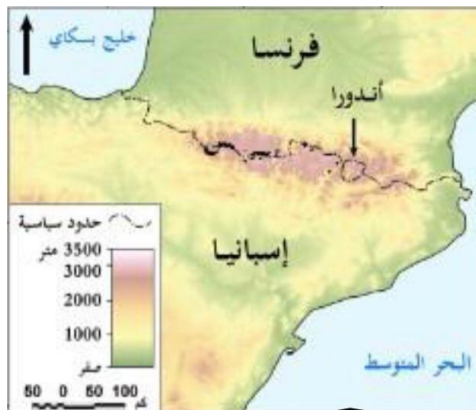 خليج بسكاي
فرنسا
أندورا
حدود سياسية
3500 متر
3000
2000
1000
صفر
إسبانيا
البحر المتوسط
50 0 50 100 كم